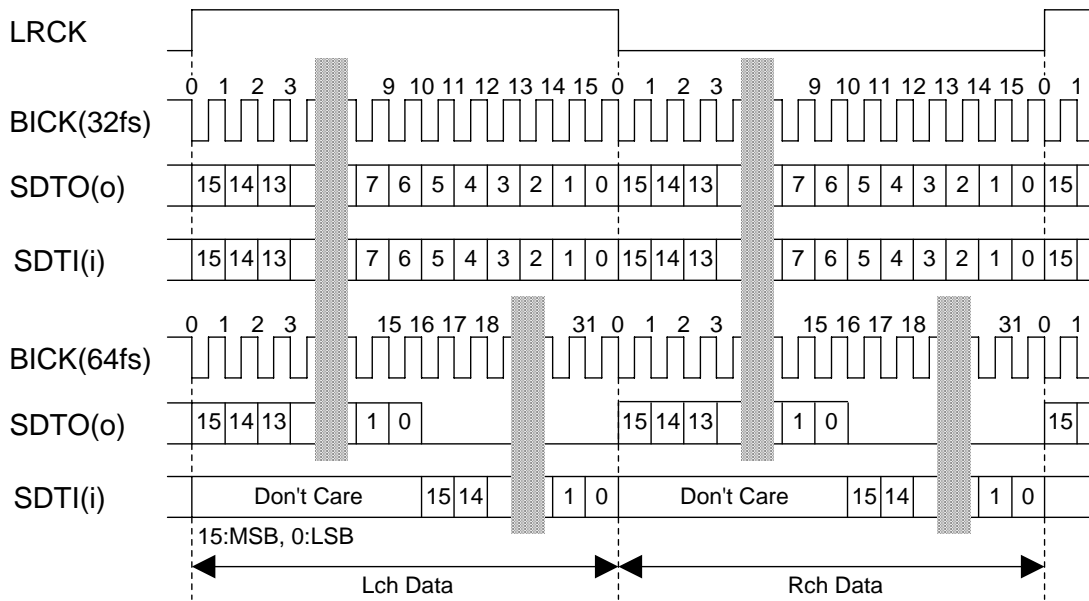 LRCK
0 1 2 3 9 10 11 12 13 14 15 0 1 2 3 9 10 11 12 13 14 15 0 1
BICK(32fs)
SDTO(o) 15 14 13 7 6 5 4 3 2 1 0 15 14 13 7 6 5 4 3 2 1 0 15
SDTI(i) 15 14 13 7 6 5 4 3 2 1 0 15 14 13 7 6 5 4 3 2 1 0 15
0 1 2 3 15 16 17 18 31 0 1 2 3 15 16 17 18 31 0 1
BICK(64fs)
SDTO(o) 15 14 13 1 0 15 14 13 1 0 15
SDTI(i) Don't Care 15 14 1 0 Don't Care 15 14 1 0
15:MSB, 0:LSB
Lch Data Rch Data